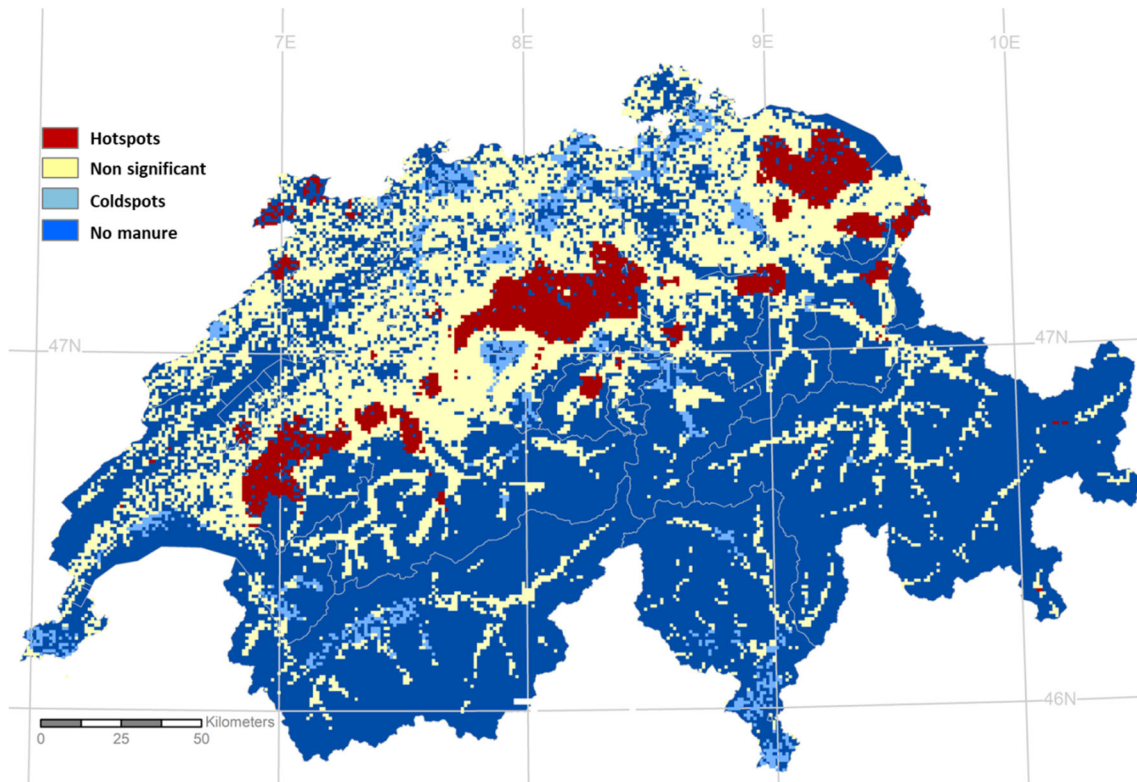 7E 8E 9E 10E
Hotspots
Non significant
Coldspots
No manure
47N 47N
46N
Kilometers
0 25 50